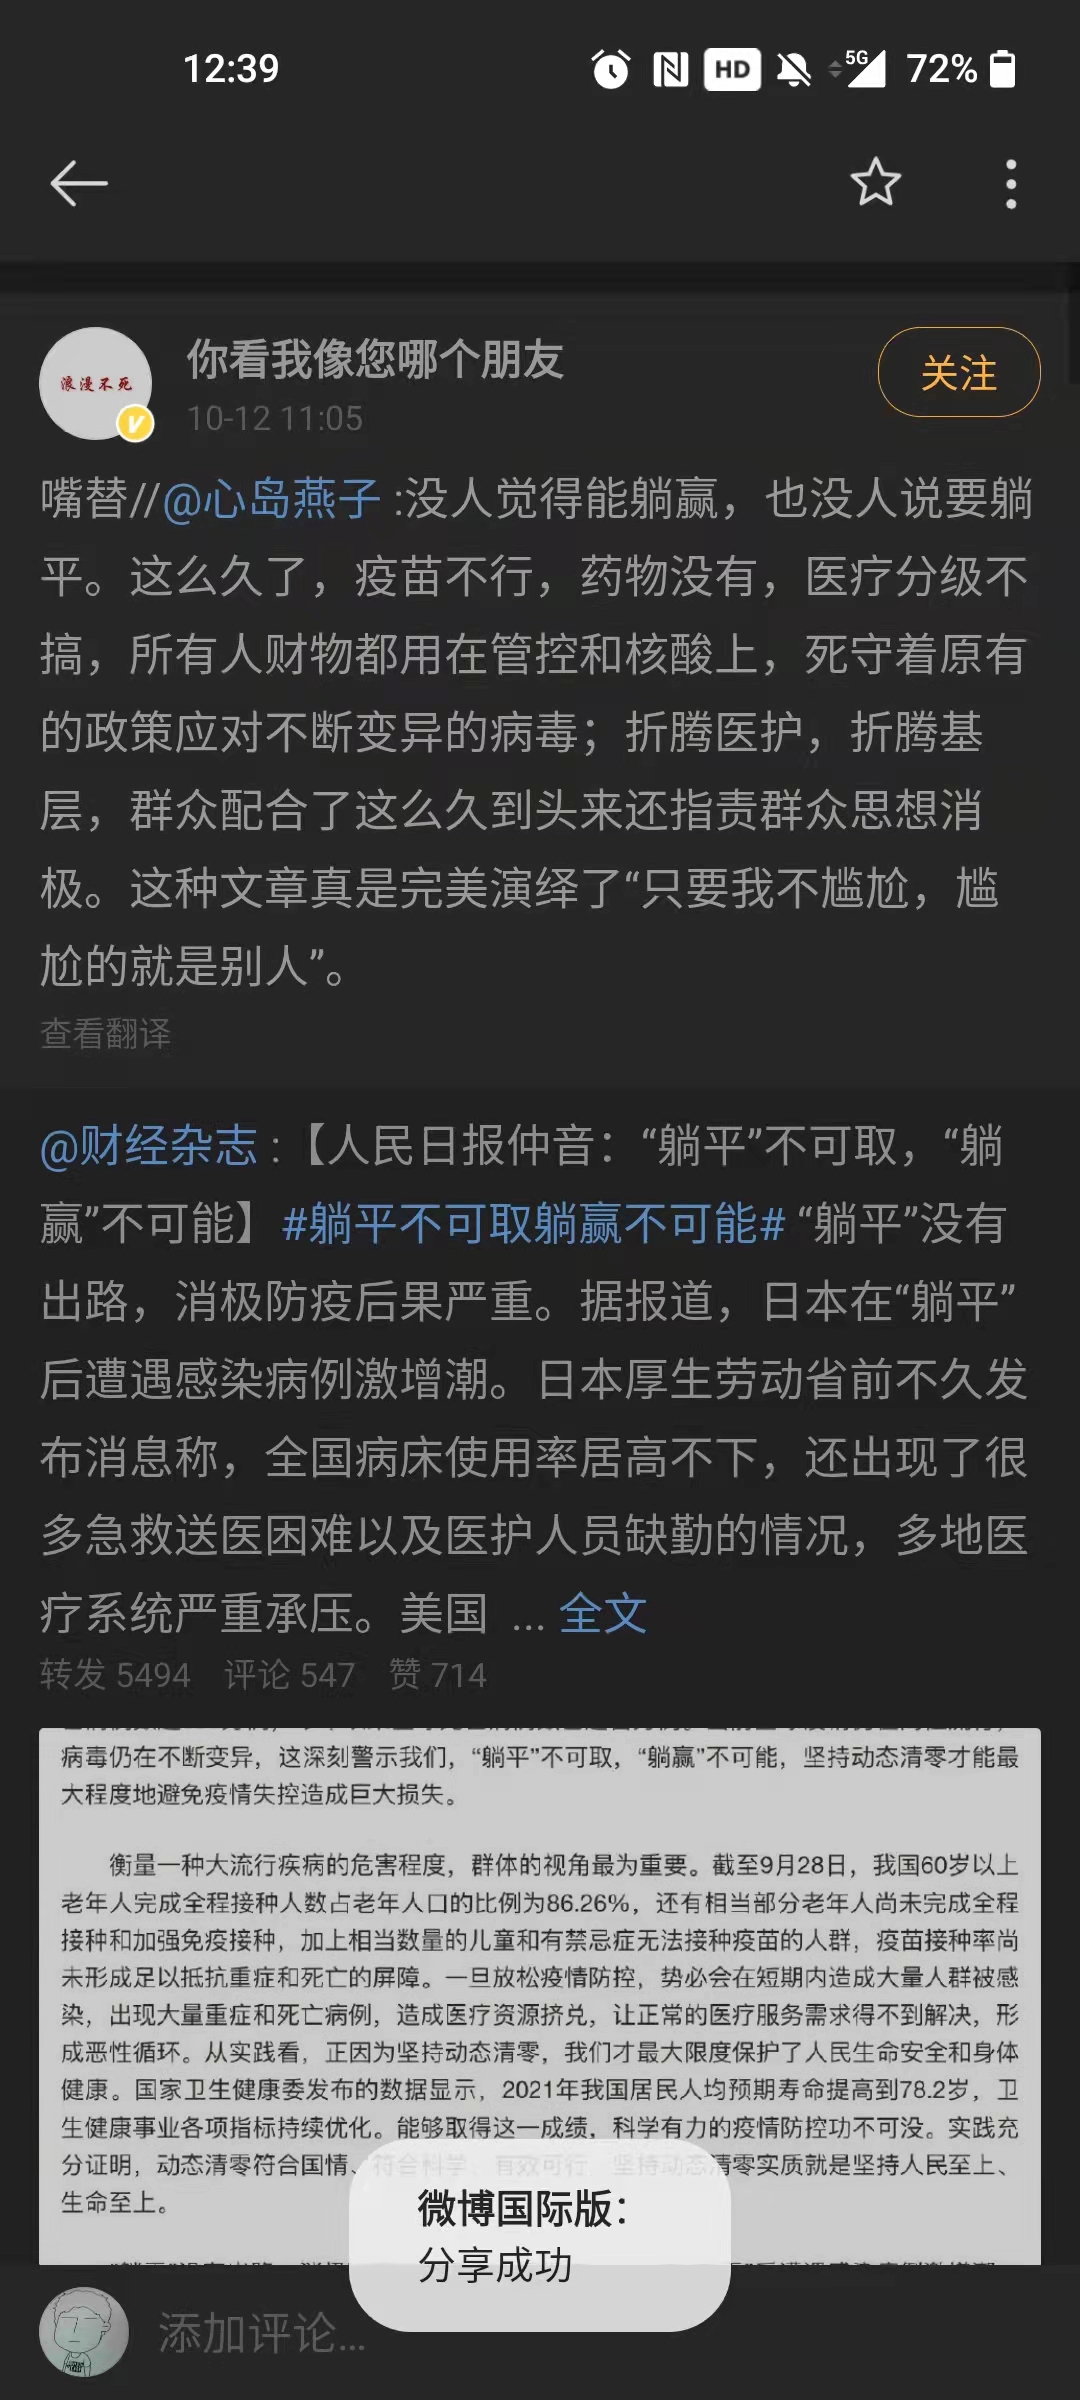 12:39
HD
5G
72%
浪漫不死
你看我像您哪个朋友
关注
10-12 11:05
嘴替//@心岛燕子 :没人觉得能躺赢，也没人说要躺
平。这么久了，疫苗不行，药物没有，医疗分级不
搞，所有人财物都用在管控和核酸上，死守着原有
的政策应对不断变异的病毒；折腾医护，折腾基
层，群众配合了这么久到头来还指责群众思想消
极。这种文章真是完美演绎了“只要我不尴尬，尴
尬的就是别人”。
查看翻译
@财经杂志 :【人民日报仲音：“躺平”不可取，“躺
赢”不可能】#躺平不可取躺赢不可能# “躺平”没有
出路，消极防疫后果严重。据报道，日本在“躺平”
后遭遇感染病例激增潮。日本厚生劳动省前不久发
布消息称，全国病床使用率居高不下，还出现了很
多急救送医困难以及医护人员缺勤的情况，多地医
疗系统严重承压。美国 ... 全文
转发 5494 评论 547 赞 714
病毒仍在不断变异，这深刻警示我们，“躺平”不可取，“躺赢”不可能，坚持动态清零才能最
大程度地避免疫情失控造成巨大损失。
衡量一种大流行疾病的危害程度，群体的视角最为重要。截至9月28日，我国60岁以上
老年人完成全程接种人数占老年人口的比例为86.26%，还有相当部分老年人尚未完成全程
接种和加强免疫接种，加上相当数量的儿童和有禁忌症无法接种疫苗的人群，疫苗接种率尚
未形成足以抵抗重症和死亡的屏障。一旦放松疫情防控，势必会在短期内造成大量人群被感
染，出现大量重症和死亡病例，造成医疗资源挤兑，让正常的医疗服务需求得不到解决，形
成恶性循环。从实践看，正因为坚持动态清零，我们才最大限度保护了人民生命安全和身体
健康。国家卫生健康委发布的数据显示，2021年我国居民人均预期寿命提高到78.2岁，卫
生健康事业各项指标持续优化。能够取得这一成绩，科学有力的疫情防控功不可没。实践充
分证明，动态清零符合国情、符合科学、有效可行，坚持动态清零实质就是坚持人民至上、
生命至上。
微博国际版：
分享成功
添加评论...